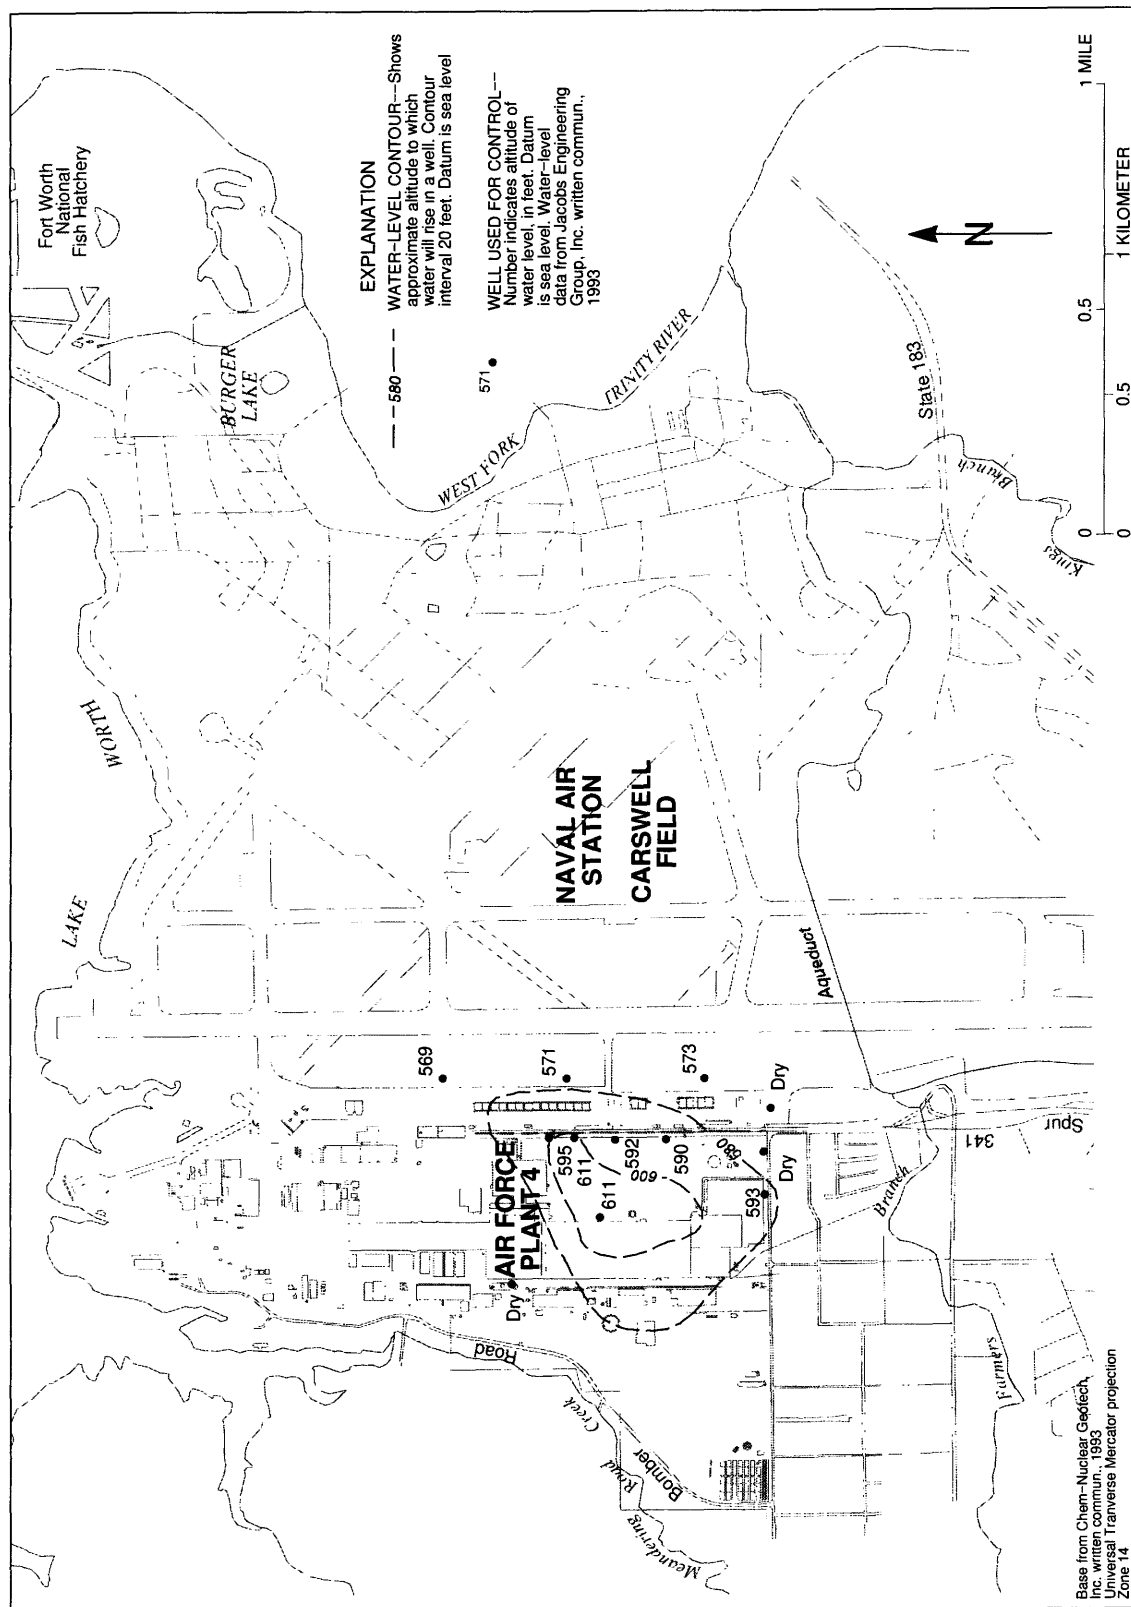 Fort Worth
National
Fish Hatchery
EXPLANATION
— — 580 — — WATER-LEVEL CONTOUR--Shows
approximate altitude to which
water will rise in a well. Contour
interval 20 feet. Datum is sea level
571 • WELL USED FOR CONTROL--
Number indicates altitude of
water level, in feet. Datum
is sea level. Water-level
data from Jacobs Engineering
Group, Inc. written commun.,
1993
BURGER
LAKE
WEST FORK
TRINITY RIVER
LAKE
WORTH
NAVAL AIR
STATION
CARSWELL
FIELD
AIR FORCE
PLANT 4
569
571
573
Dry
595
611
592
590
611
600
580
593
Dry
Dry
Aqueduct
State 183
Kings
Branch
Farmers
Branch
Spur
341
Meandering
Road
Creek
Bomber
Road
N
0
1 MILE
0
0.5
0.5
1 KILOMETER
Base from Chem-Nuclear Geotech,
Inc. written commun., 1993
Universal Tranverse Mercator projection
Zone 14